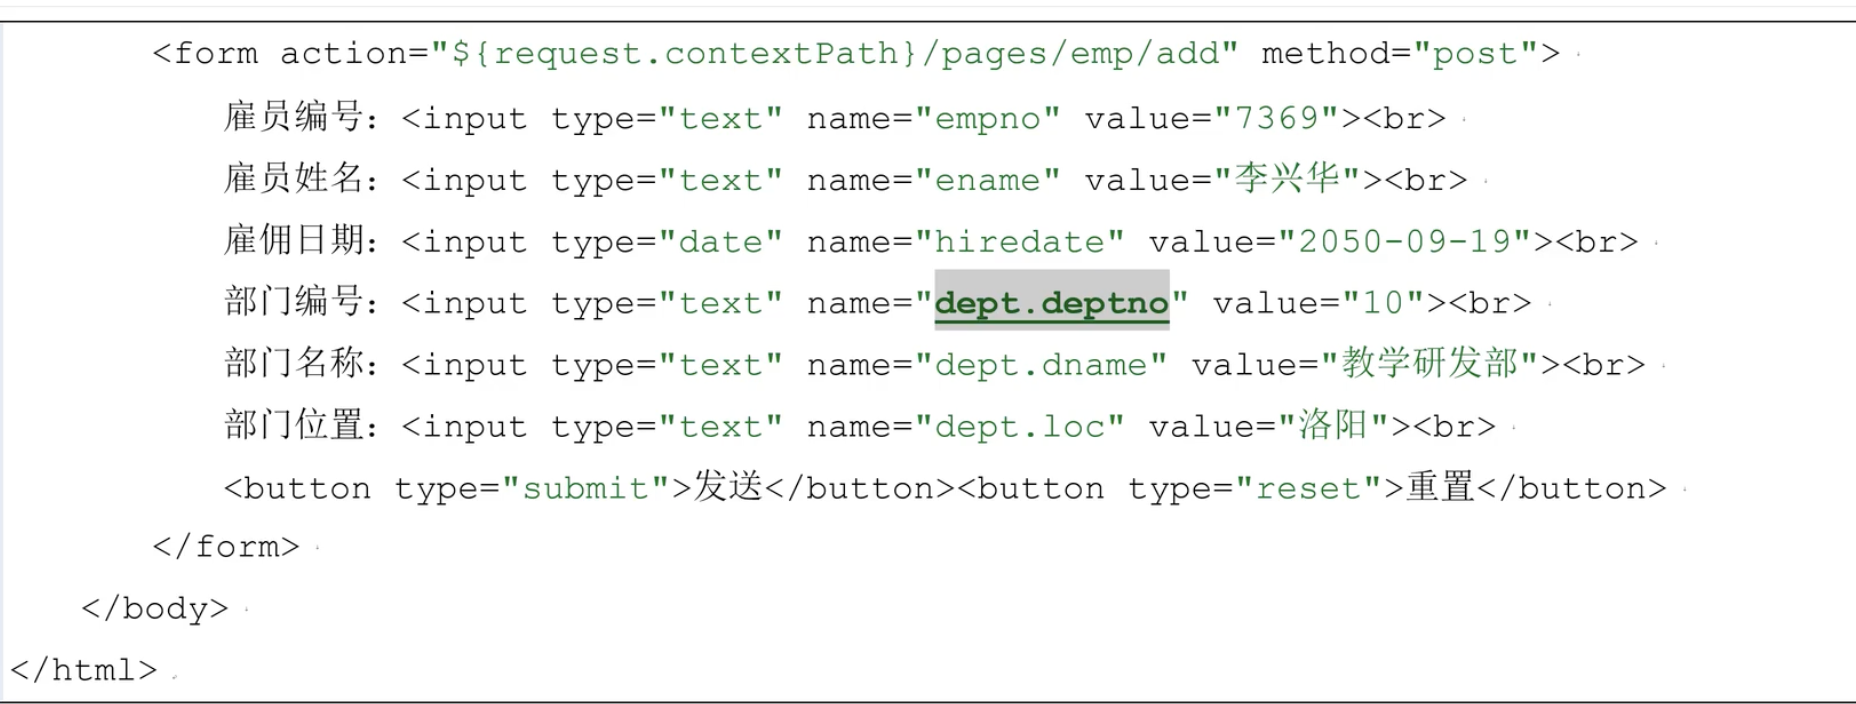 <form action="${request.contextPath}/pages/emp/add" method="post">
雇员编号：<input type="text" name="empno" value="7369"><br>
雇员姓名：<input type="text" name="ename" value="李兴华"><br>
雇佣日期：<input type="date" name="hiredate" value="2050-09-19"><br>
部门编号：<input type="text" name="dept.deptno" value="10"><br>
部门名称：<input type="text" name="dept.dname" value="教学研发部"><br>
部门位置：<input type="text" name="dept.loc" value="洛阳"><br>
<button type="submit">发送</button><button type="reset">重置</button>
</form>
</body>
</html>